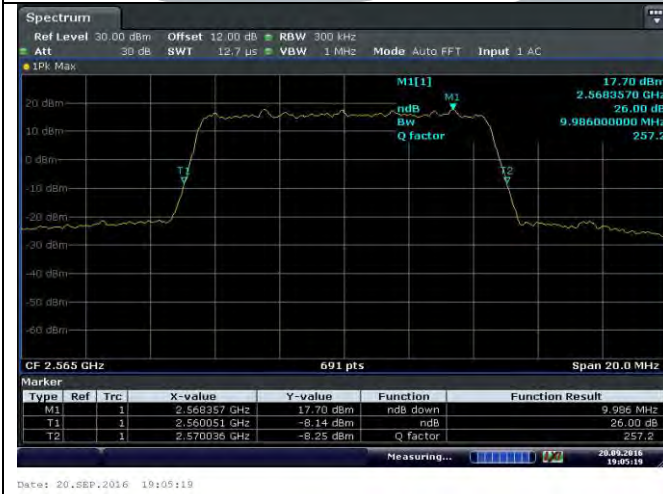 Spectrum
Ref Level 30.00 dBm Offset 12.00 dB RBW 300 kHz
Att 30 dB SWT 12.7 µs VBW 1 MHz Mode Auto FFT Input 1 AC
1Pk Max
M1[1] 17.70 dBm
2.5683570 GHz
M1
20 dBm
ndB 26.00 dB
Bw 9.986000000 MHz
10 dBm
Q factor 257.2
0 dBm
T1
T2
-10 dBm
-20 dBm
-30 dBm
-40 dBm
-50 dBm
-60 dBm
CF 2.565 GHz 691 pts Span 20.0 MHz
Marker
Type Ref Trc X-value Y-value Function Function Result
M1 1 2.568357 GHz 17.70 dBm ndB down 9.986 MHz
T1 1 2.560051 GHz -8.14 dBm ndB 26.00 dB
T2 1 2.570036 GHz -8.25 dBm Q factor 257.2
Measuring... 20.09.2016
19:05:19
Date: 20.SEP.2016 19:05:19